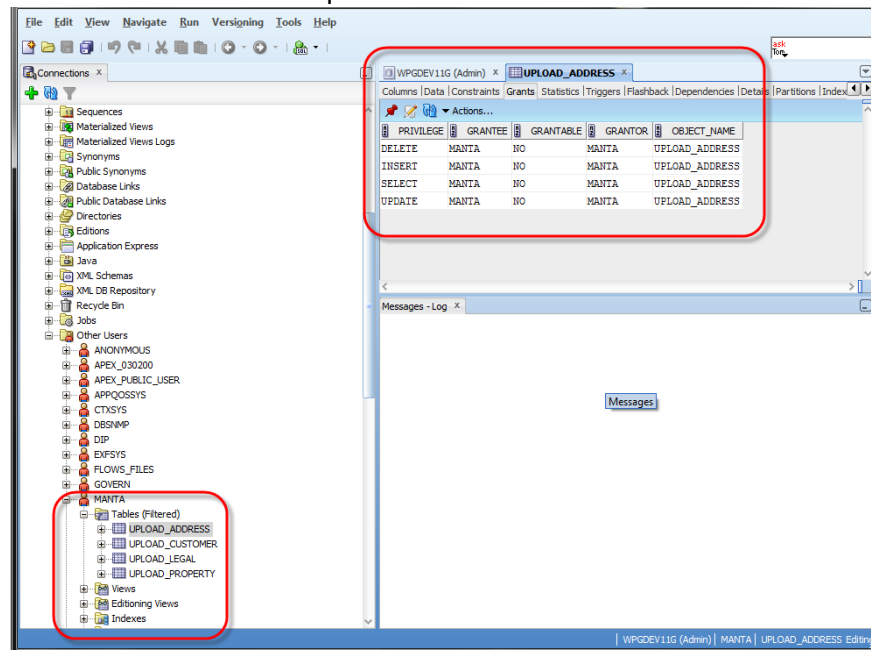 File Edit View Navigate Run Versioning Tools Help
SQL
ask
Tom
Connections x
Sequences
Materialized Views
Materialized Views Logs
Synonyms
Public Synonyms
Database Links
Public Database Links
Directories
Editions
Application Express
Java
XML Schemas
XML DB Repository
Recycle Bin
Jobs
Other Users
ANONYMOUS
APEX_030200
APEX_PUBLIC_USER
APPQOSSYS
CTXSYS
DBSNMP
DIP
EXFSYS
FLOWS_FILES
GOVERN
MANTA
Tables (Filtered)
UPLOAD_ADDRESS
UPLOAD_CUSTOMER
UPLOAD_LEGAL
UPLOAD_PROPERTY
Views
Editioning Views
Indexes
WPGDEV11G (Admin) x UPLOAD_ADDRESS x
Columns |Data |Constraints |Grants |Statistics |Triggers |Flashback |Dependencies |Details |Partitions |Index
Actions...
PRIVILEGE GRANTEE GRANTABLE GRANTOR OBJECT_NAME
DELETE MANTA NO MANTA UPLOAD_ADDRESS
INSERT MANTA NO MANTA UPLOAD_ADDRESS
SELECT MANTA NO MANTA UPLOAD_ADDRESS
UPDATE MANTA NO MANTA UPLOAD_ADDRESS
Messages - Log x
Messages
| WPGDEV11G (Admin) | MANTA | UPLOAD_ADDRESS Editing